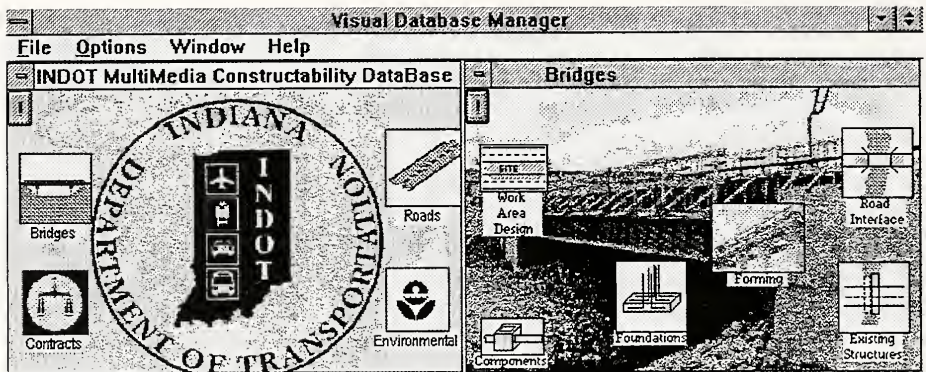 Visual Database Manager
File Options Window Help
INDOT MultiMedia Constructability DataBase
INDIANA
DEPARTMENT OF TRANSPORTATION
INDOT
Bridges
Roads
Contracts
Environmental
Bridges
SITE
Work
Area
Design
Road
Interface
Forming
Foundations
Components
Existing
Structures